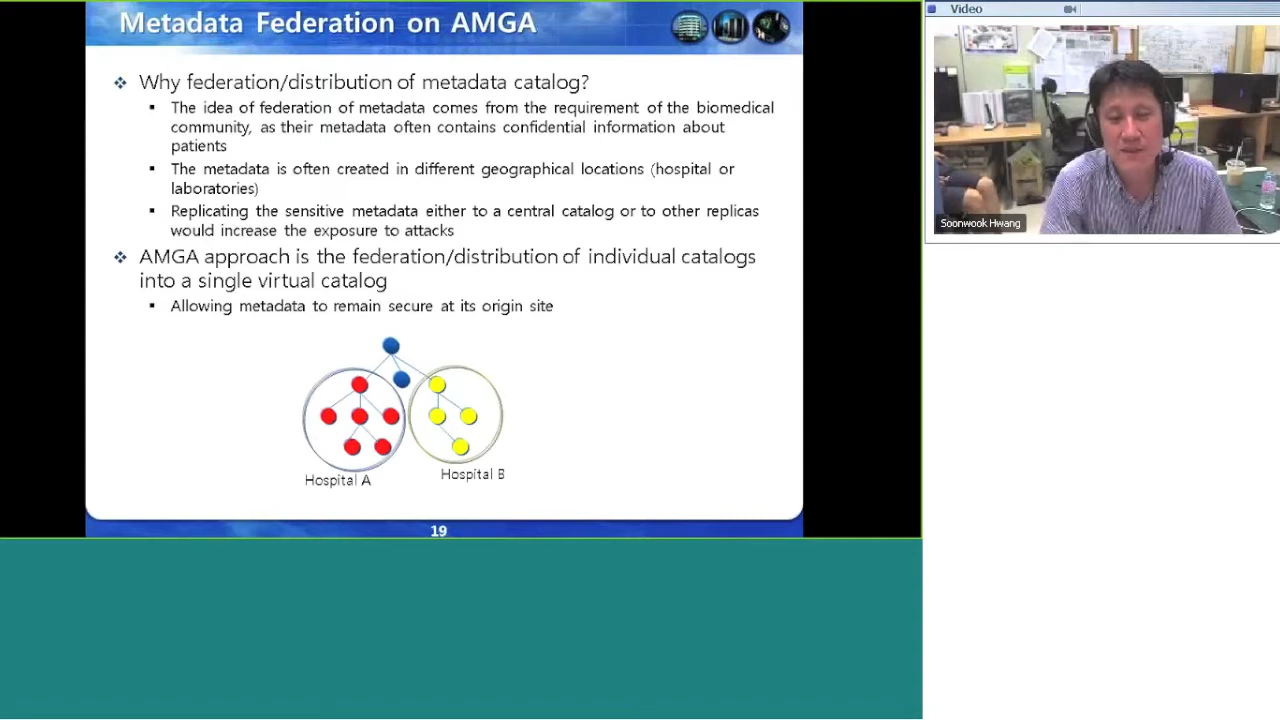 Metadata Federation on AMGA
Why federation/distribution of metadata catalog?
The idea of federation of metadata comes from the requirement of the biomedical
community, as their metadata often contains confidential information about
patients
The metadata is often created in different geographical locations (hospital or
laboratories)
Replicating the sensitive metadata either to a central catalog or to other replicas
would increase the exposure to attacks
AMGA approach is the federation/distribution of individual catalogs
into a single virtual catalog
Allowing metadata to remain secure at its origin site
Hospital A
Hospital B
19
Video
Soonwook Hwang